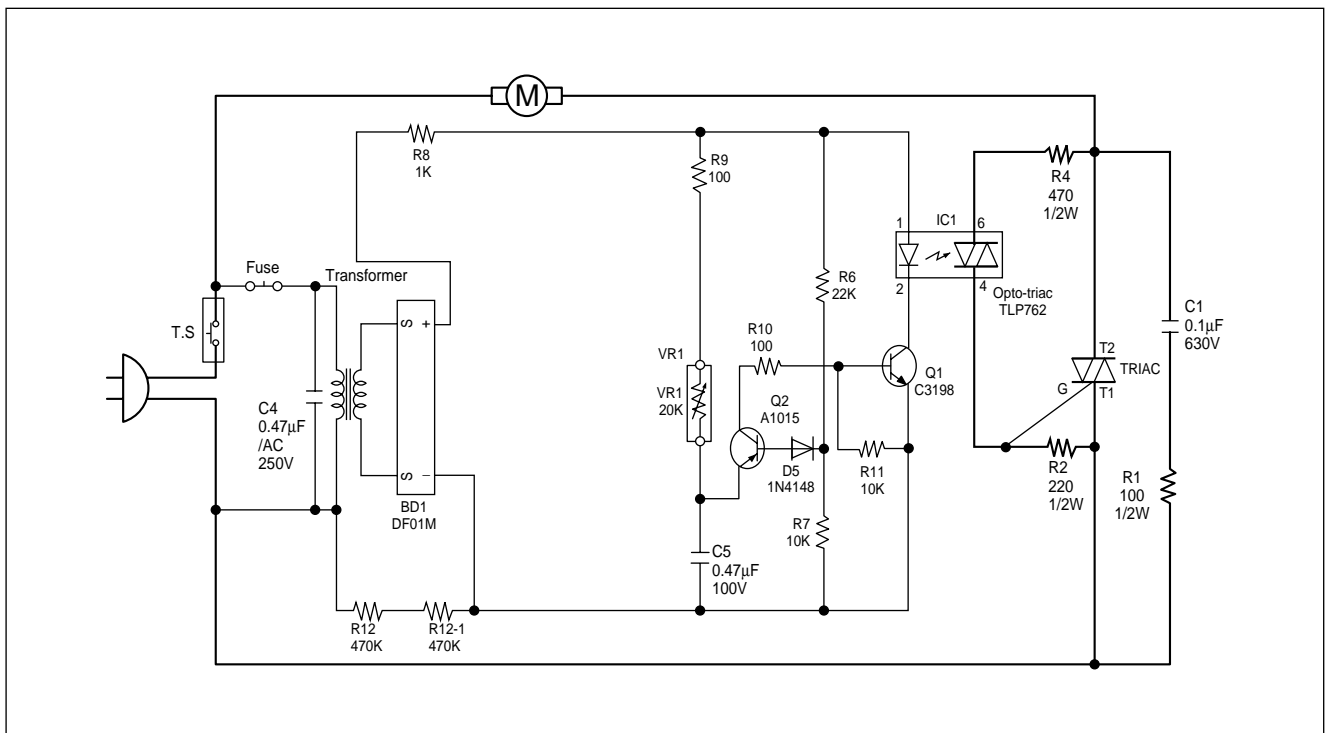 M
R8
1K
R9
100
R4
470
1/2W
1
IC1
6
Fuse
Transformer
R6
22K
2
4
Opto-triac
TLP762
C1
0.1µF
630V
T.S
S
+
R10
100
VR1
VR1
20K
Q1
C3198
T2
TRIAC
G
T1
Q2
A1015
C4
0.47µF
/AC
250V
S
–
D5
1N4148
R11
10K
R2
220
1/2W
R1
100
1/2W
BD1
DF01M
R7
10K
C5
0.47µF
100V
R12
470K
R12-1
470K